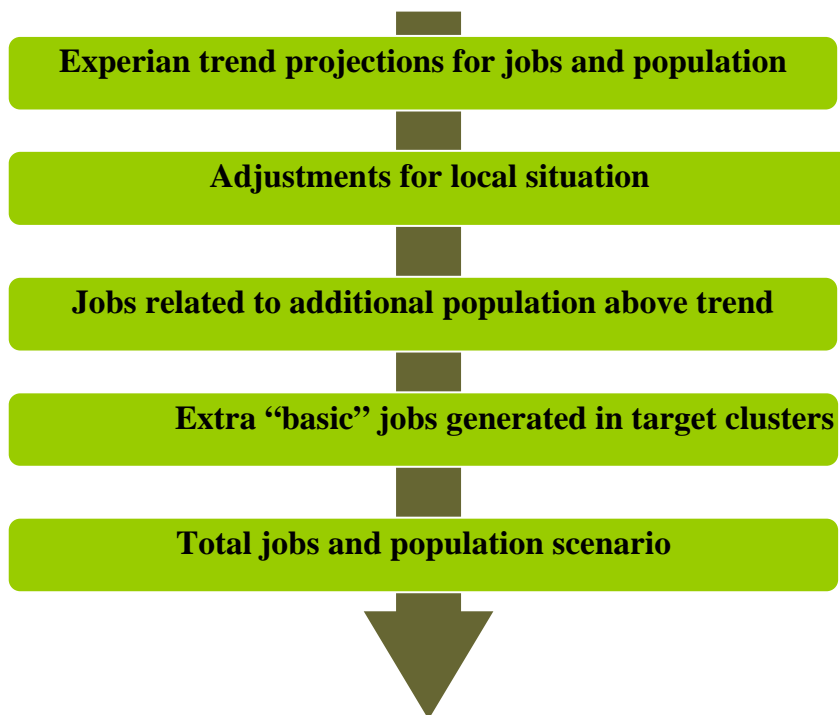 Experian trend projections for jobs and population
Adjustments for local situation
Jobs related to additional population above trend
Extra “basic” jobs generated in target clusters
Total jobs and population scenario